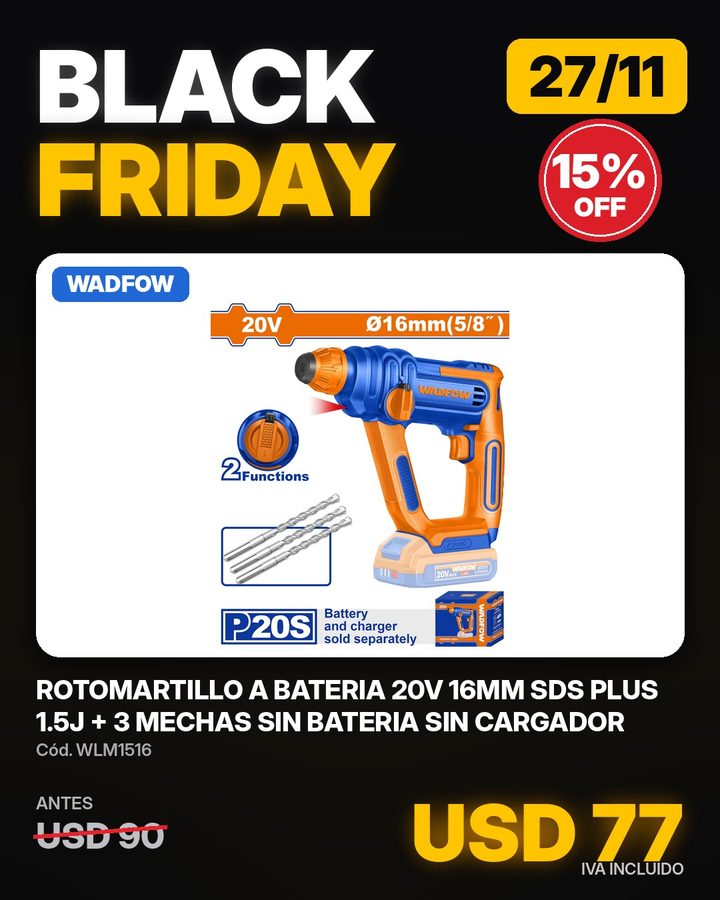 BLACK
FRIDAY
27/11
15%
OFF
WADFOW
20V
Ø16mm(5/8″)
WADFOW
2Functions
P20S
Battery
and charger
sold separately
WADFOW
ROTOMARTILLO A BATERIA 20V 16MM SDS PLUS
1.5J + 3 MECHAS SIN BATERIA SIN CARGADOR
Cód. WLM1516
ANTES
USD 90
USD 77
IVA INCLUIDO